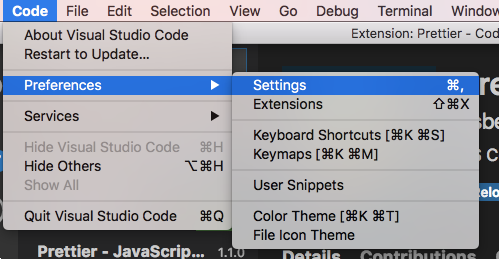 Code File Edit Selection View Go Debug Terminal Window
Extension: Prettier - Cod
About Visual Studio Code
Restart to Update...
Preferences
Services
Hide Visual Studio Code ⌘H
Hide Others ⌥⌘H
Show All
Quit Visual Studio Code ⌘Q
Settings ⌘,
Extensions ⇧⌘X
Keyboard Shortcuts [⌘K ⌘S]
Keymaps [⌘K ⌘M]
User Snippets
Color Theme [⌘K ⌘T]
File Icon Theme
Prettier - JavaScrip... 1.1.0
Details Contributions